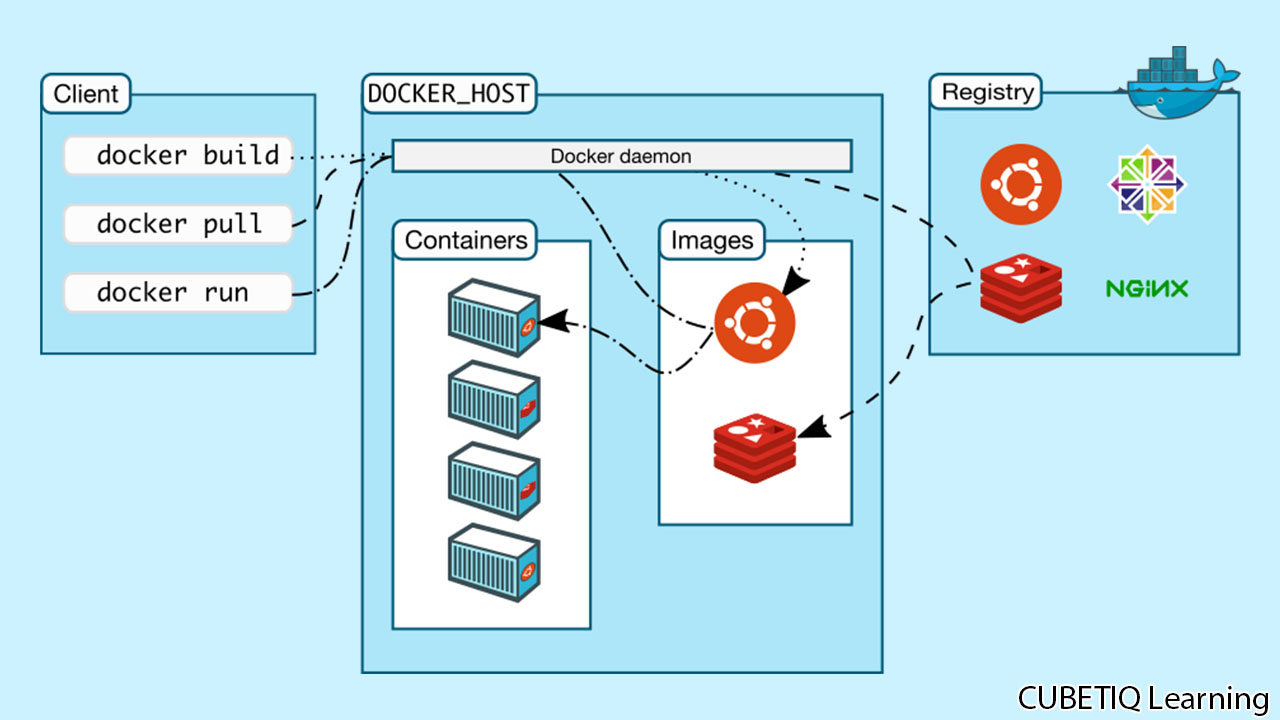 Client
docker build
docker pull
docker run
DOCKER_HOST
Docker daemon
Containers
Images
Registry
NGiNX
CUBETIQ Learning